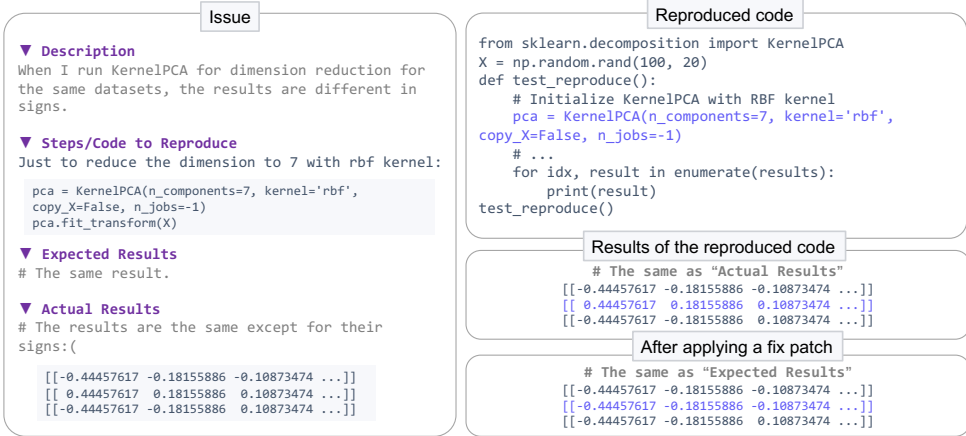 Issue
▼ Description
When I run KernelPCA for dimension reduction for
the same datasets, the results are different in
signs.
▼ Steps/Code to Reproduce
Just to reduce the dimension to 7 with rbf kernel:
pca = KernelPCA(n_components=7, kernel='rbf',
copy_X=False, n_jobs=-1)
pca.fit_transform(X)
▼ Expected Results
# The same result.
▼ Actual Results
# The results are the same except for their
signs:(
[[-0.44457617 -0.18155886 -0.10873474 ...]]
[[ 0.44457617  0.18155886  0.10873474 ...]]
[[-0.44457617 -0.18155886  0.10873474 ...]]
Reproduced code
from sklearn.decomposition import KernelPCA
X = np.random.rand(100, 20)
def test_reproduce():
    # Initialize KernelPCA with RBF kernel
    pca = KernelPCA(n_components=7, kernel='rbf',
copy_X=False, n_jobs=-1)
    # ...
    for idx, result in enumerate(results):
        print(result)
test_reproduce()
Results of the reproduced code
# The same as “Actual Results”
[[-0.44457617 -0.18155886 -0.10873474 ...]]
[[ 0.44457617  0.18155886  0.10873474 ...]]
[[-0.44457617 -0.18155886  0.10873474 ...]]
After applying a fix patch
# The same as “Expected Results”
[[-0.44457617 -0.18155886 -0.10873474 ...]]
[[-0.44457617 -0.18155886 -0.10873474 ...]]
[[-0.44457617 -0.18155886  0.10873474 ...]]